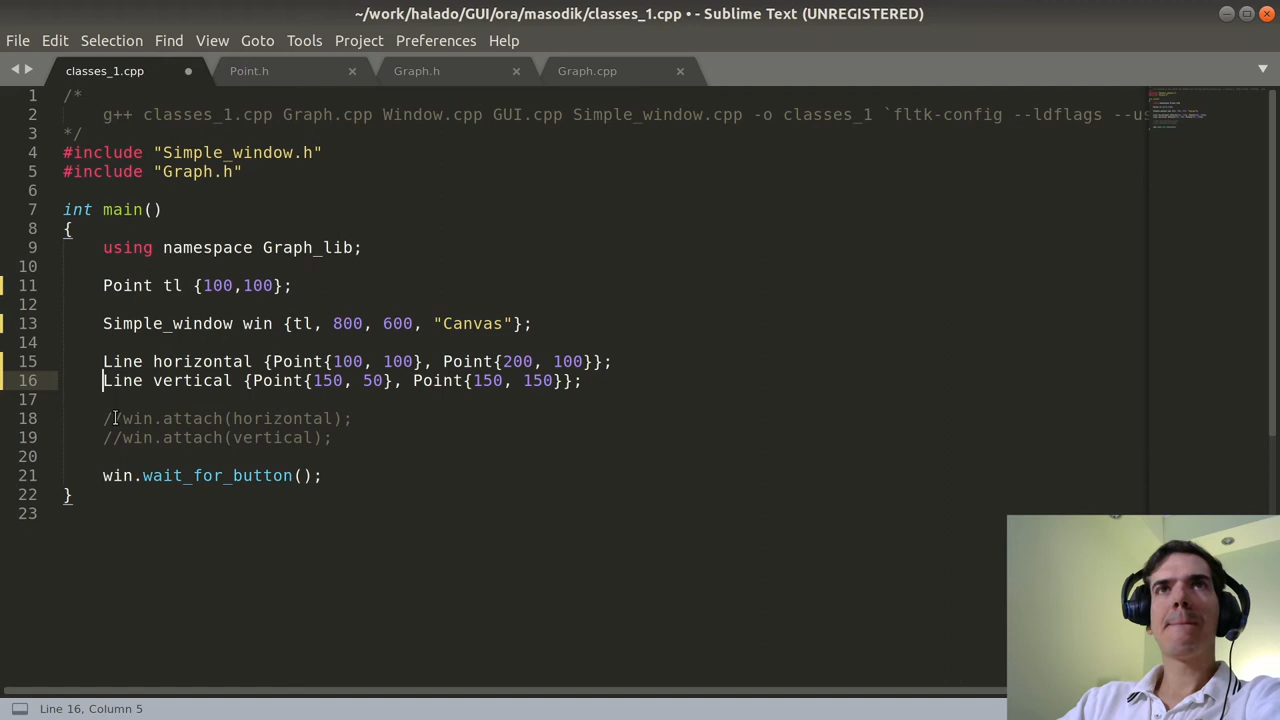 ~/work/halado/GUI/ora/masodik/classes_1.cpp • - Sublime Text (UNREGISTERED)
File Edit Selection Find View Goto Tools Project Preferences Help
classes_1.cpp Point.h Graph.h Graph.cpp
1 /*
2 g++ classes_1.cpp Graph.cpp Window.cpp GUI.cpp Simple_window.cpp -o classes_1 `fltk-config --ldflags --us
3 */
4 #include "Simple_window.h"
5 #include "Graph.h"
6
7 int main()
8 {
9 using namespace Graph_lib;
10
11 Point tl {100,100};
12
13 Simple_window win {tl, 800, 600, "Canvas"};
14
15 Line horizontal {Point{100, 100}, Point{200, 100}};
16 Line vertical {Point{150, 50}, Point{150, 150}};
17
18 //win.attach(horizontal);
19 //win.attach(vertical);
20
21 win.wait_for_button();
22 }
23
Line 16, Column 5